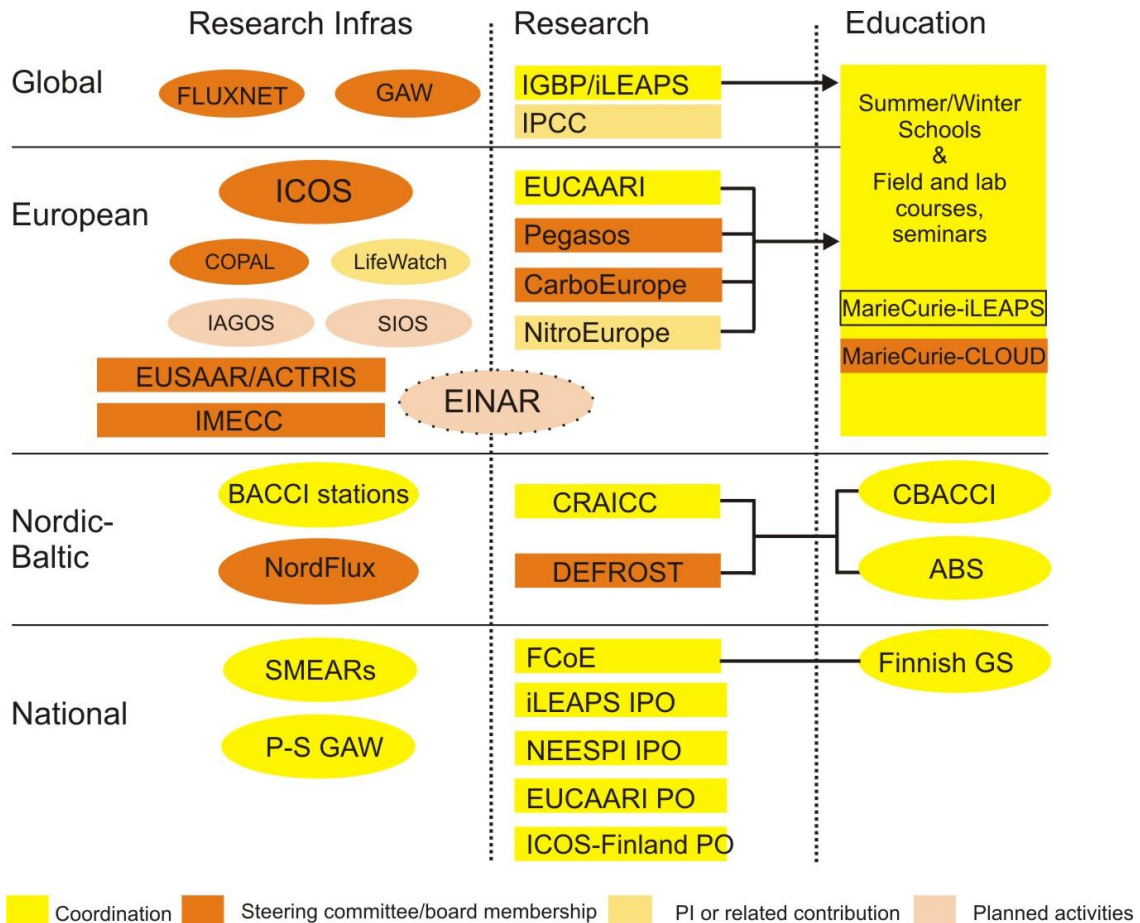 Research Infras
Research
Education
Global
FLUXNET
GAW
IGBP/iLEAPS
IPCC
Summer/Winter
Schools
&
Field and lab
courses,
seminars
MarieCurie-iLEAPS
MarieCurie-CLOUD
European
ICOS
COPAL
LifeWatch
IAGOS
SIOS
EUSAAR/ACTRIS
IMECC
EINAR
EUCAARI
Pegasos
CarboEurope
NitroEurope
Nordic-
Baltic
BACCI stations
NordFlux
CRAICC
DEFROST
CBACCI
ABS
National
SMEARs
P-S GAW
FCoE
iLEAPS IPO
NEESPI IPO
EUCAARI PO
ICOS-Finland PO
Finnish GS
Coordination
Steering committee/board membership
PI or related contribution
Planned activities